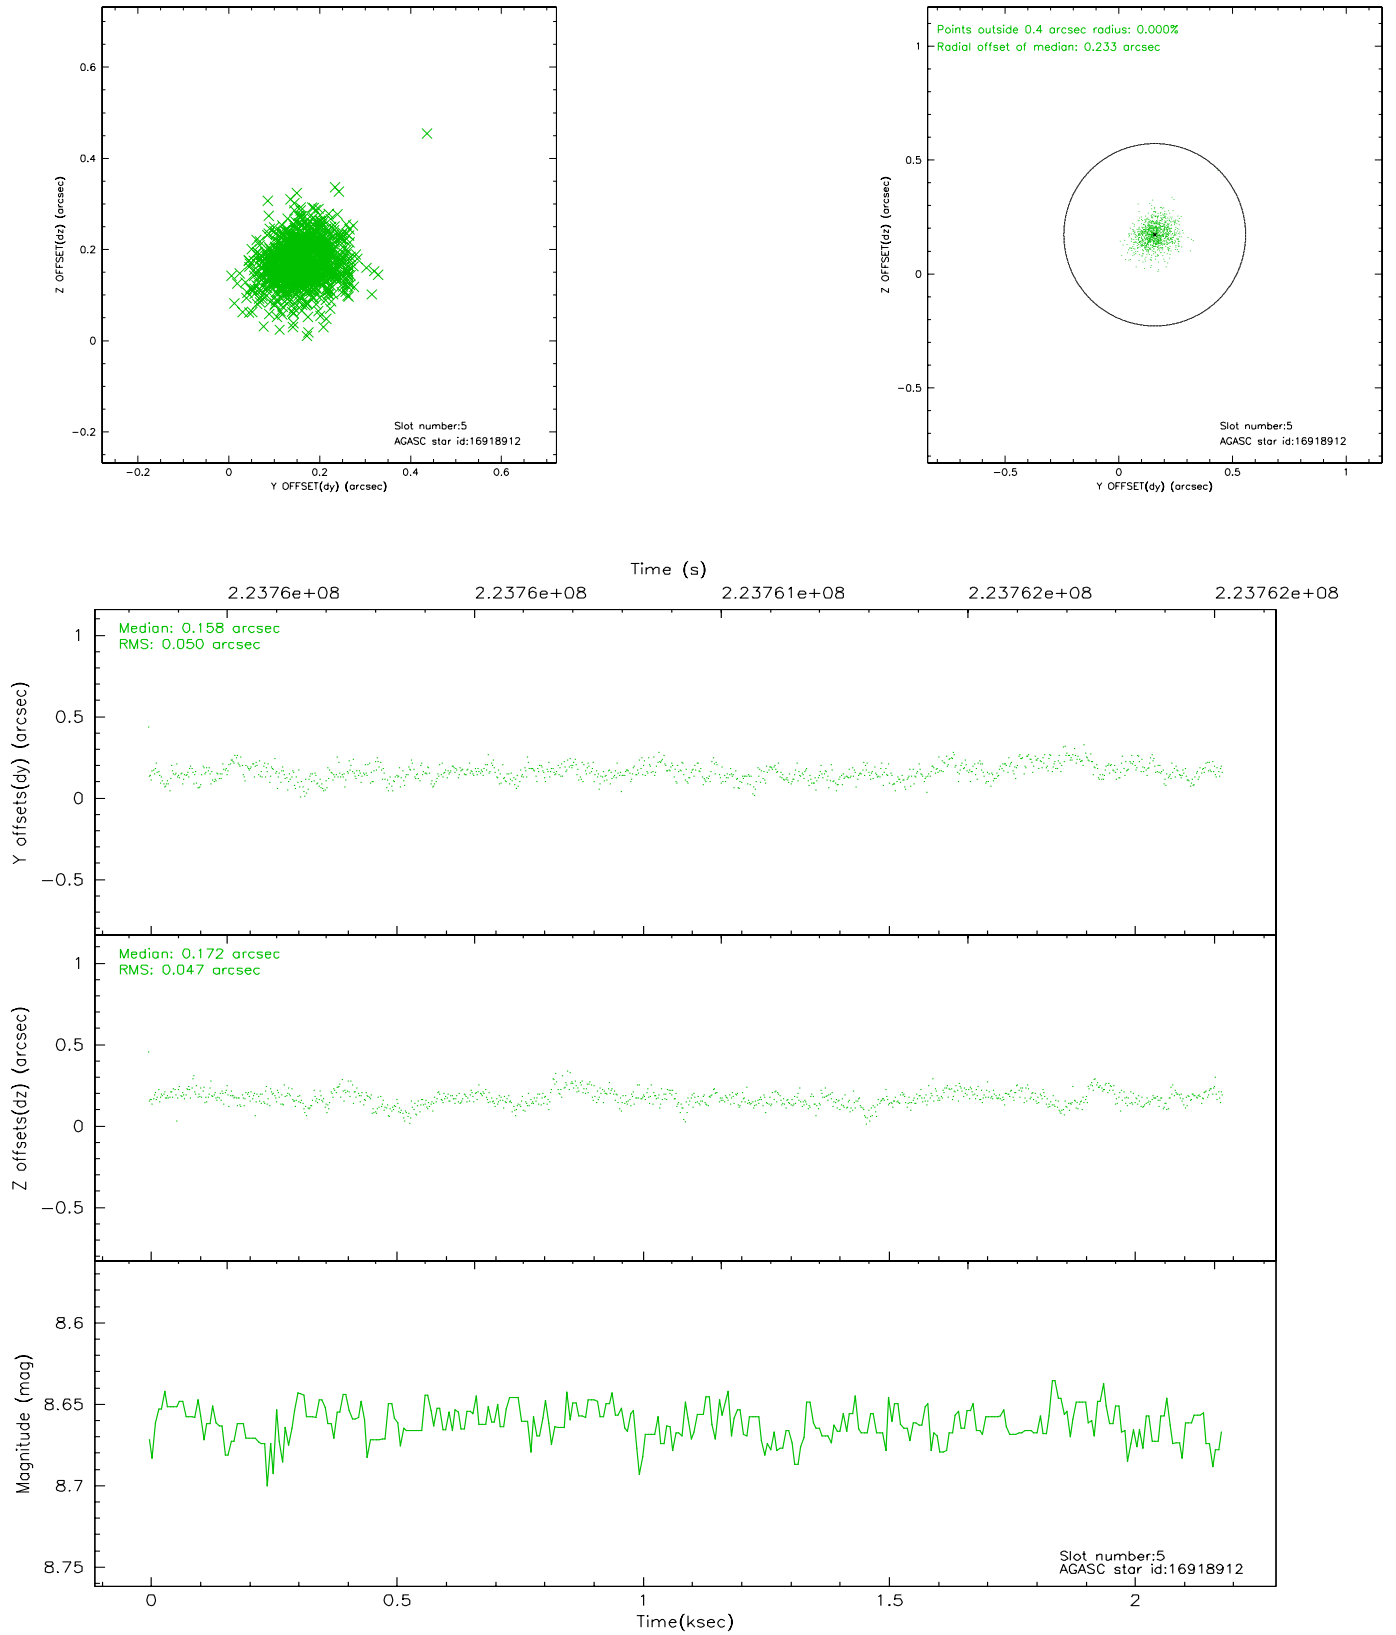 0.6
0.4
0.2
0
−0.2
Z OFFSET(dz) (arcsec)
Slot number:5
AGASC star id:16918912
−0.2 0 0.2 0.4 0.6
Y OFFSET(dy) (arcsec)
Points outside 0.4 arcsec radius: 0.000%
Radial offset of median: 0.233 arcsec
1
0.5
0
−0.5
Z OFFSET(dz) (arcsec)
Slot number:5
AGASC star id:16918912
−0.5 0 0.5 1
Y OFFSET(dy) (arcsec)
Time (s)
2.2376e+08 2.2376e+08 2.23761e+08 2.23762e+08 2.23762e+08
Median: 0.158 arcsec
RMS: 0.050 arcsec
1
0.5
0
−0.5
Y offsets(dy) (arcsec)
Median: 0.172 arcsec
RMS: 0.047 arcsec
1
0.5
0
−0.5
Z offsets(dz) (arcsec)
8.6
8.65
8.7
8.75
Magnitude (mag)
Slot number:5
AGASC star id:16918912
0 0.5 1 1.5 2
Time(ksec)